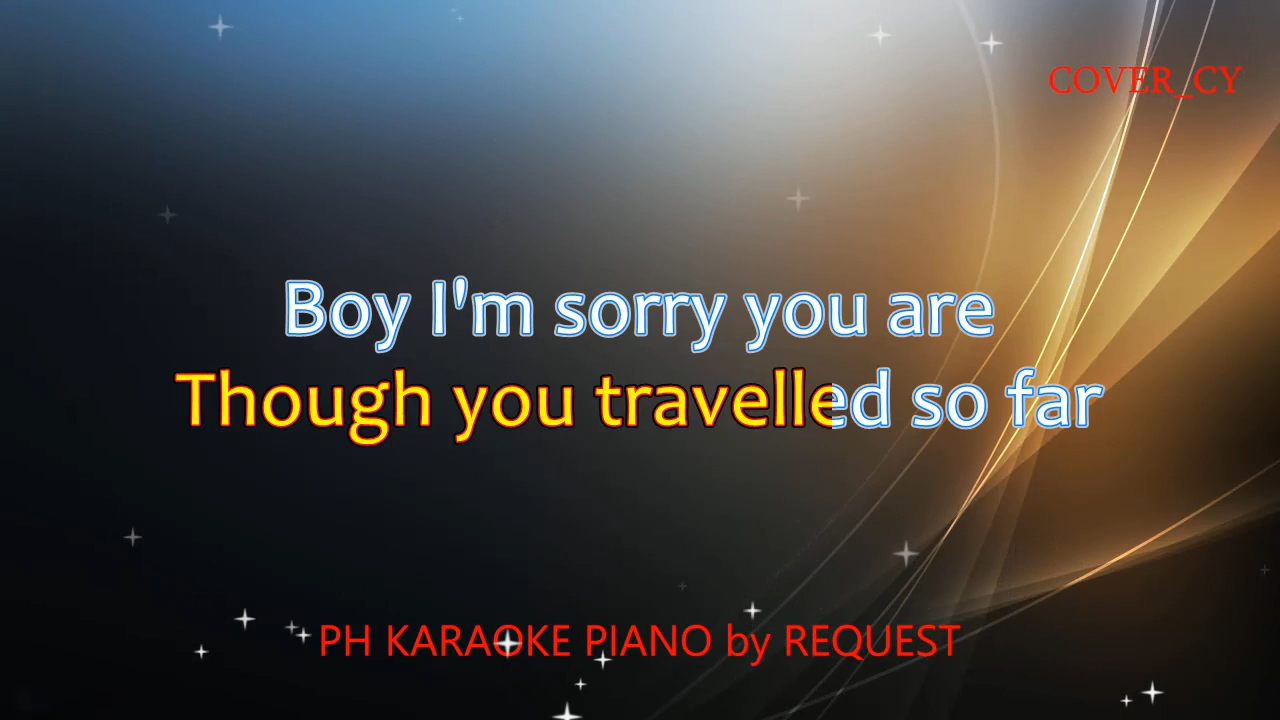 COVER_CY
Boy I'm sorry you are
Though you travelled so far
PH KARAOKE PIANO by REQUEST